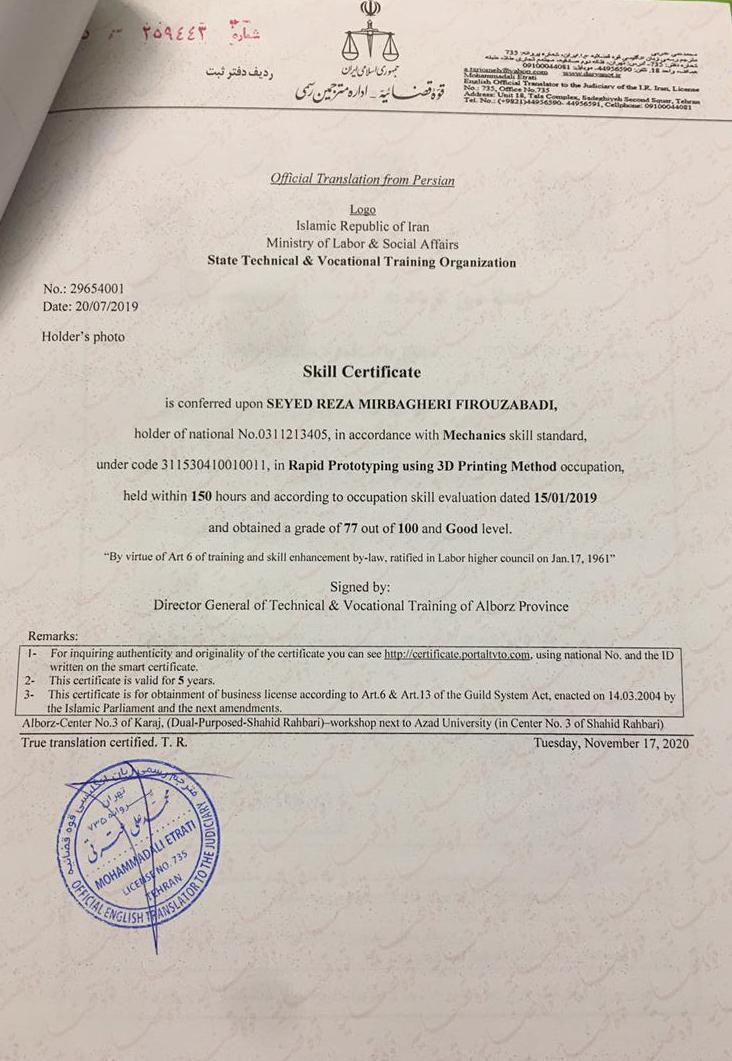 شماره ۲۵۹۴۴۳
ردیف دفتر ثبت
جمهوری اسلامی ایران
قوه قضائیه - اداره مترجمین رسمی
Mohammadali Etrati
English Official Translator to the Judiciary of the I.R. Iran, License
No.: 735, Office No.735
Address: Unit 18, Tala Complex, Sadeghiyeh Second Squar, Tehran
Tel. No.: (+9821)44956590- 44956591, Cellphone: 09100044081
Official Translation from Persian
Logo
Islamic Republic of Iran
Ministry of Labor & Social Affairs
State Technical & Vocational Training Organization
No.: 29654001
Date: 20/07/2019
Holder's photo
Skill Certificate
is conferred upon SEYED REZA MIRBAGHERI FIROUZABADI,
holder of national No.0311213405, in accordance with Mechanics skill standard,
under code 311530410010011, in Rapid Prototyping using 3D Printing Method occupation,
held within 150 hours and according to occupation skill evaluation dated 15/01/2019
and obtained a grade of 77 out of 100 and Good level.
“By virtue of Art 6 of training and skill enhancement by-law, ratified in Labor higher council on Jan.17, 1961”
Signed by:
Director General of Technical & Vocational Training of Alborz Province
Remarks:
1- For inquiring authenticity and originality of the certificate you can see http://certificate.portaltvto.com, using national No. and the ID
written on the smart certificate.
2- This certificate is valid for 5 years.
3- This certificate is for obtainment of business license according to Art.6 & Art.13 of the Guild System Act, enacted on 14.03.2004 by
the Islamic Parliament and the next amendments.
Alborz-Center No.3 of Karaj, (Dual-Purposed-Shahid Rahbari)–workshop next to Azad University (in Center No. 3 of Shahid Rahbari)
True translation certified. T. R.
Tuesday, November 17, 2020
مترجم رسمی زبان انگلیسی قوه قضائیه
تهران
پروانه ۷۳۵
محمد علی عترتی
MOHAMMADALI ETRATI
LICENSE NO. 735
TEHRAN
OFFICIAL ENGLISH TRANSLATOR TO THE JUDICIARY